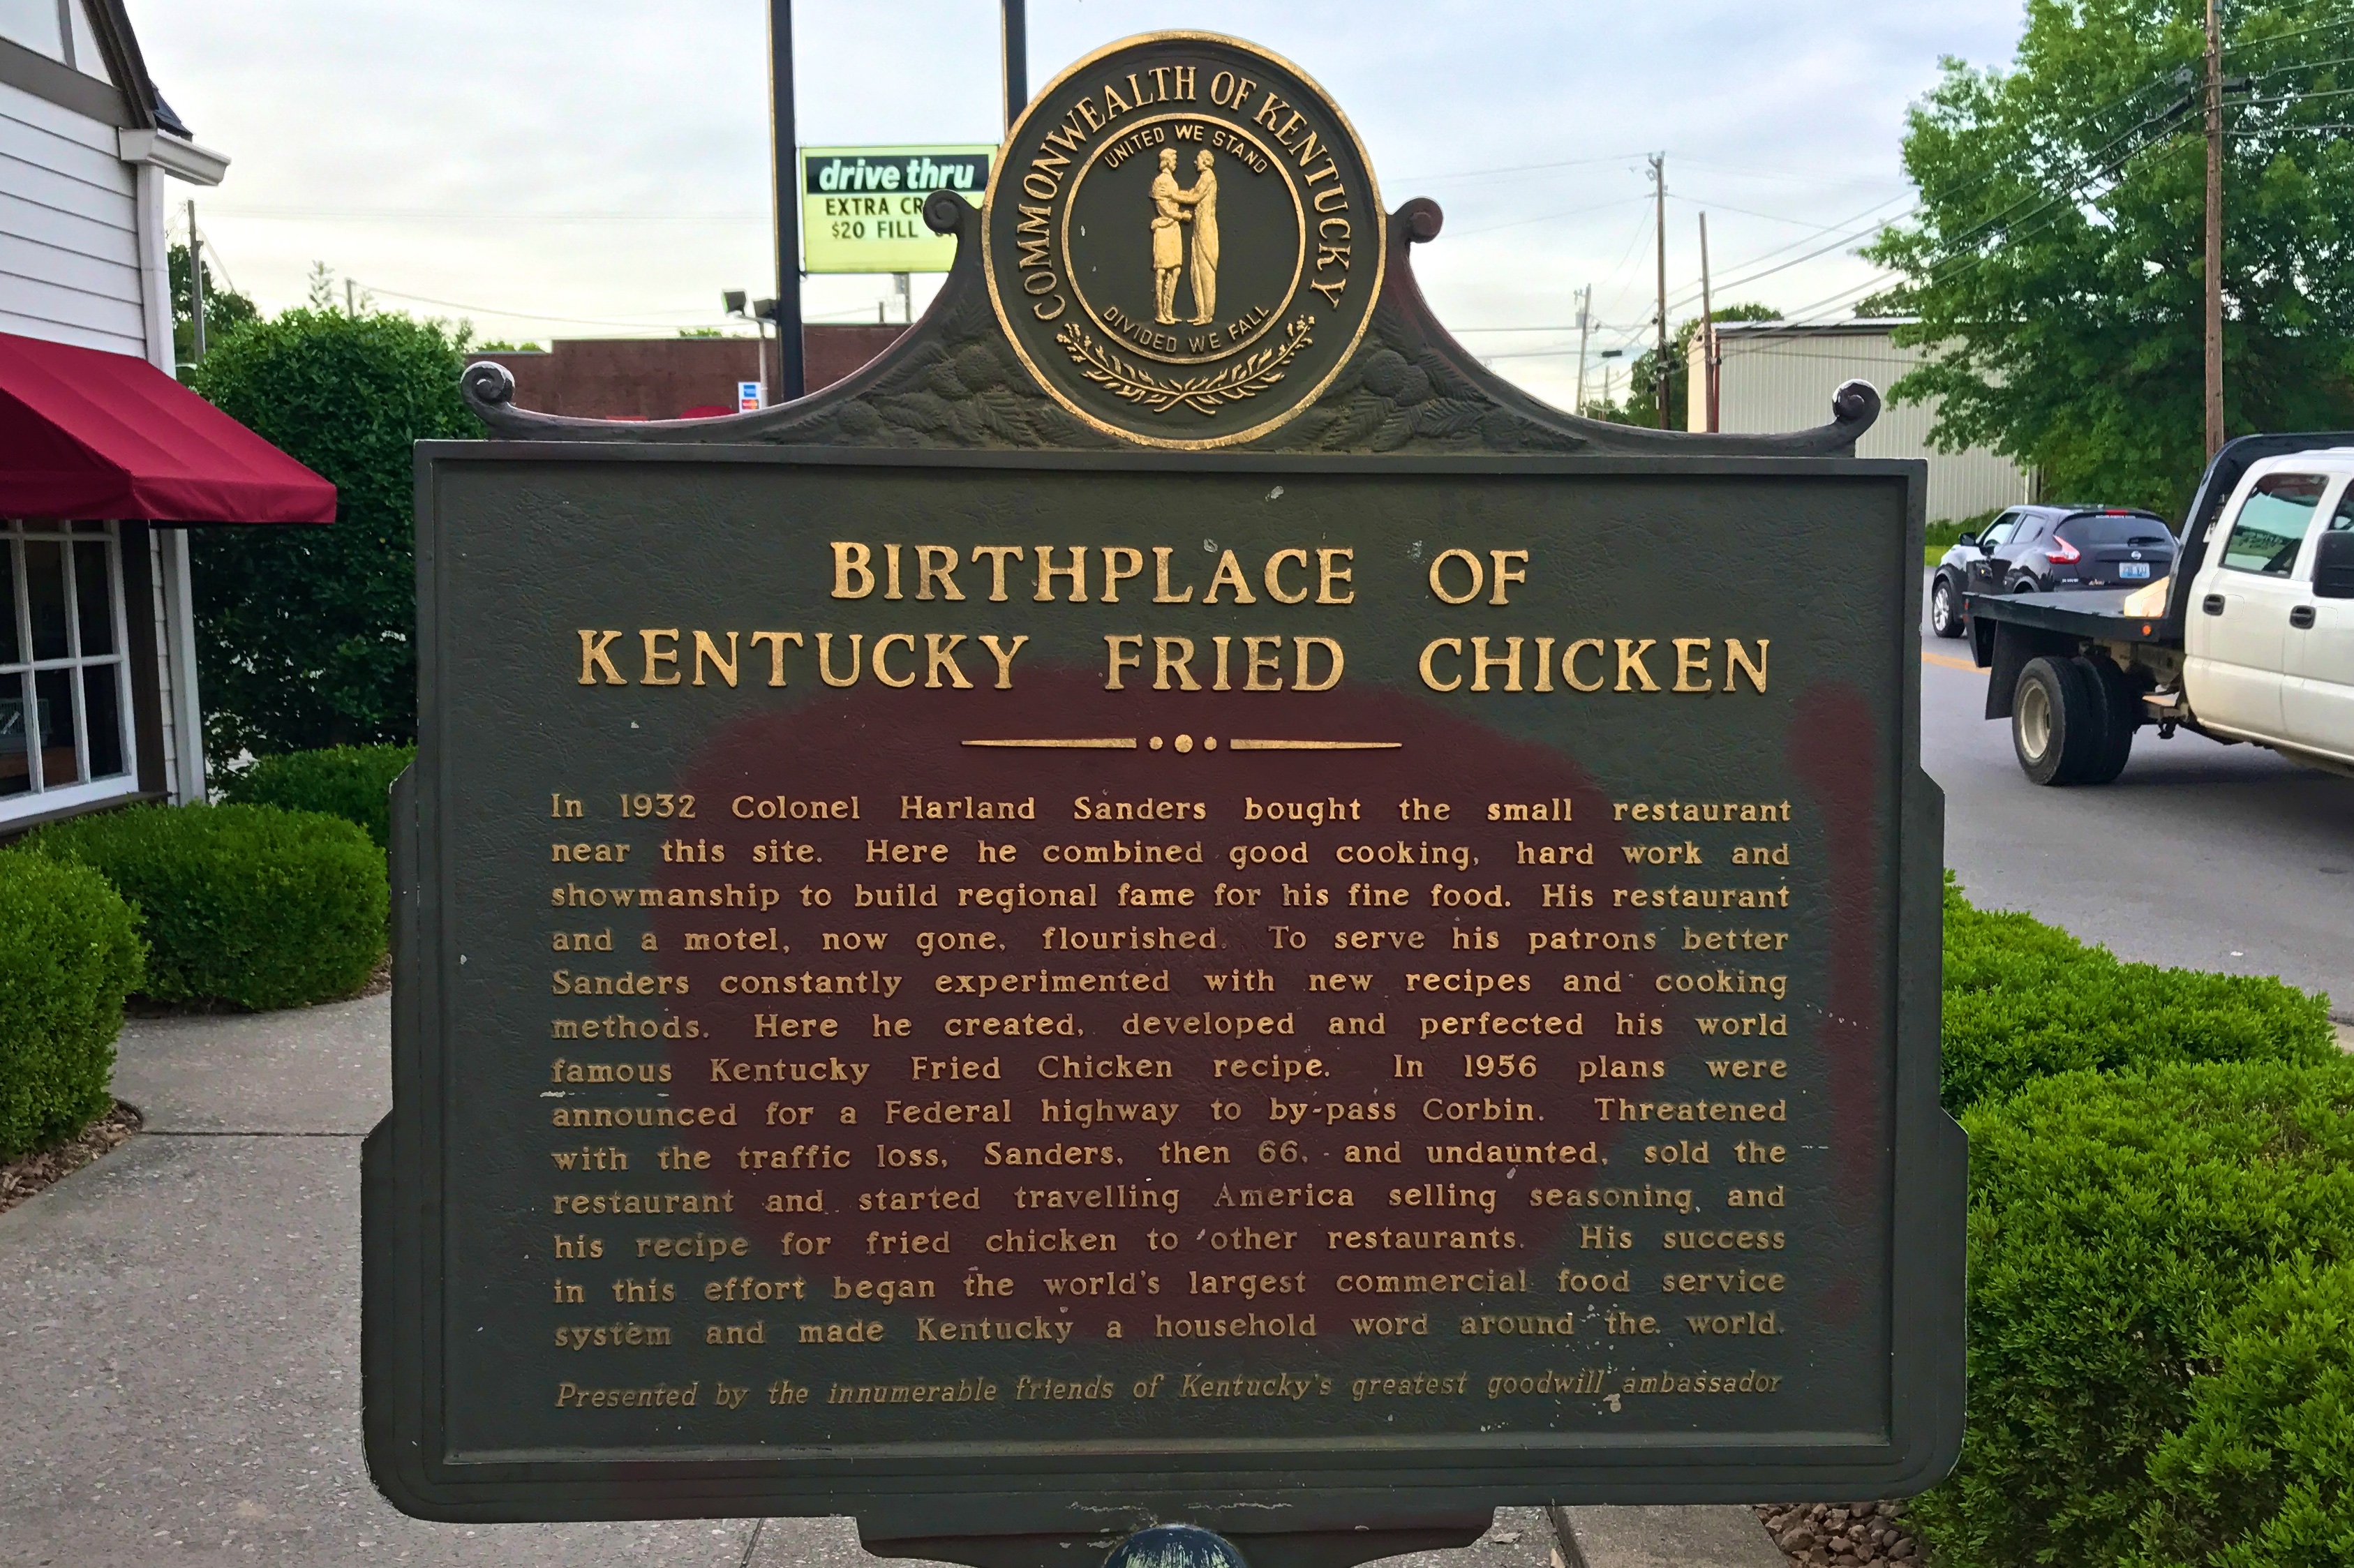 drive thru
EXTRA
$20 FILL
COMMONWEALTH OF KENTUCKY
UNITED WE STAND
DIVIDED WE FALL
BIRTHPLACE OF
KENTUCKY FRIED CHICKEN
In 1932 Colonel Harland Sanders bought the small restaurant
near this site. Here he combined good cooking, hard work and
showmanship to build regional fame for his fine food. His restaurant
and a motel, now gone, flourished. To serve his patrons better
Sanders constantly experimented with new recipes and cooking
methods. Here he created, developed and perfected his world
famous Kentucky Fried Chicken recipe. In 1956 plans were
announced for a Federal highway to by-pass Corbin. Threatened
with the traffic loss, Sanders, then 66, and undaunted, sold the
restaurant and started travelling America selling seasoning, and
his recipe for fried chicken to other restaurants. His success
in this effort began the world's largest commercial food service
system and made Kentucky a household word around the world.
Presented by the innumerable friends of Kentucky's greatest goodwill ambassador